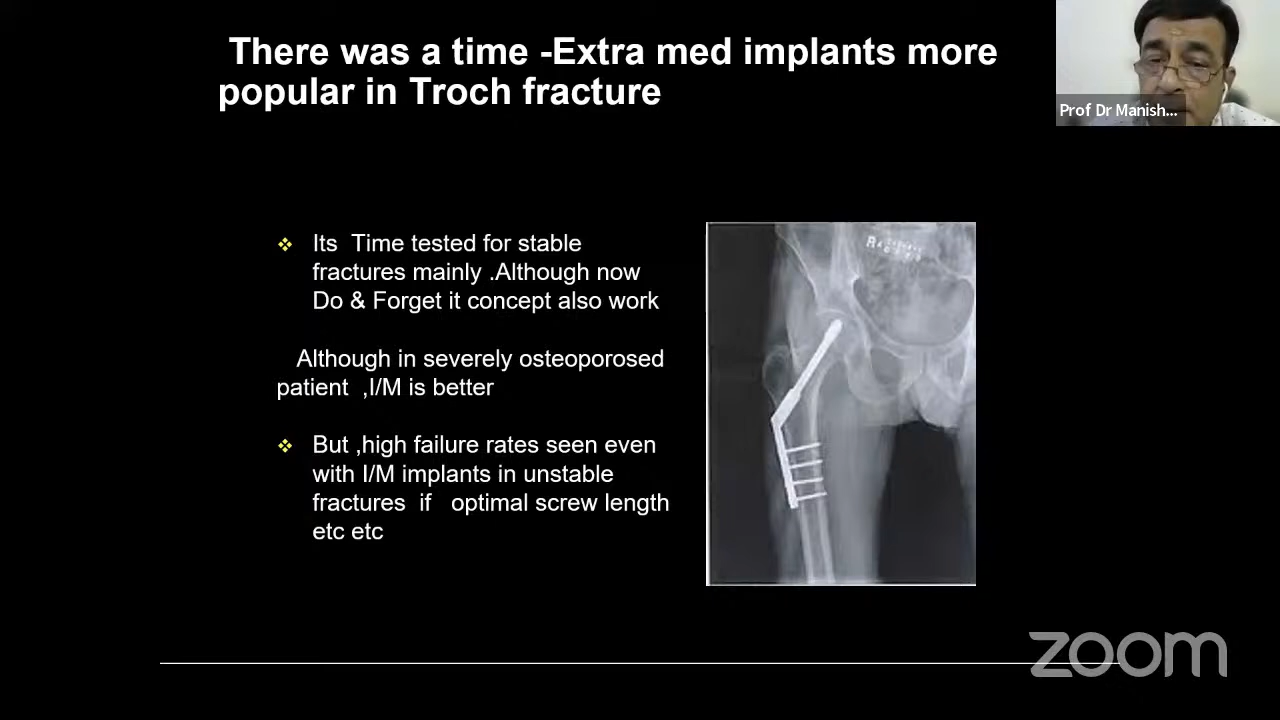 There was a time -Extra med implants more
popular in Troch fracture
Prof Dr Manish...
Its Time tested for stable
fractures mainly .Although now
Do & Forget it concept also work
Although in severely osteoporosed
patient ,I/M is better
But ,high failure rates seen even
with I/M implants in unstable
fractures if optimal screw length
etc etc
R
zoom